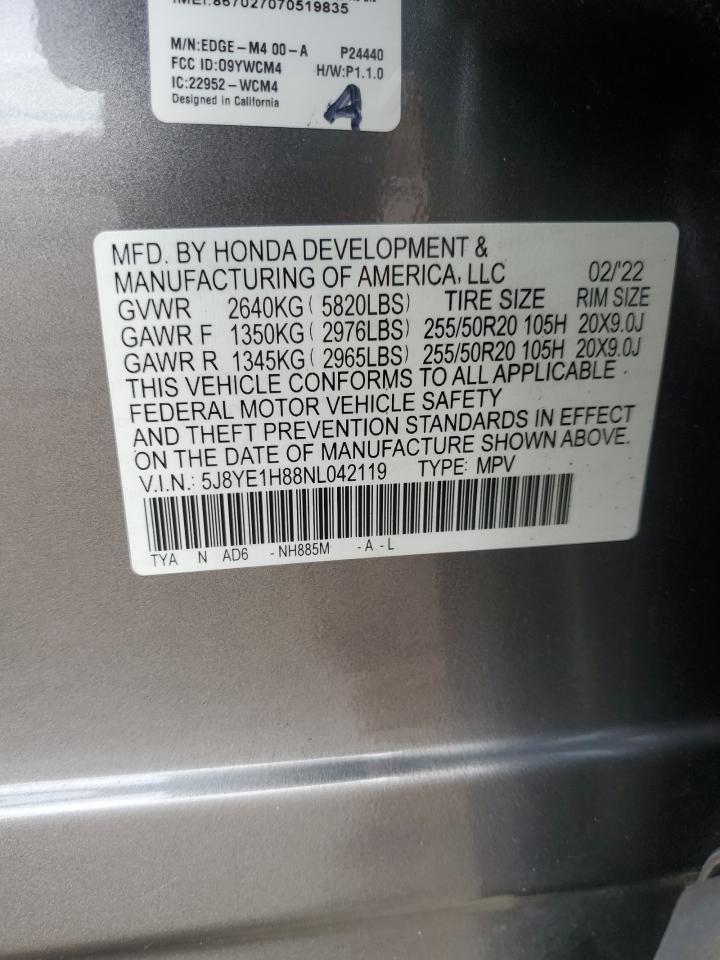 IMEI:867027070519835
M/N:EDGE-M4 00-A P24440
FCC ID:O9YWCM4 H/W:P1.1.0
IC:22952-WCM4
Designed in California
A
MFD. BY HONDA DEVELOPMENT &
MANUFACTURING OF AMERICA, LLC 02/'22
GVWR 2640KG ( 5820LBS) TIRE SIZE RIM SIZE
GAWR F 1350KG ( 2976LBS) 255/50R20 105H 20X9.0J
GAWR R 1345KG ( 2965LBS) 255/50R20 105H 20X9.0J
THIS VEHICLE CONFORMS TO ALL APPLICABLE
FEDERAL MOTOR VEHICLE SAFETY
AND THEFT PREVENTION STANDARDS IN EFFECT
ON THE DATE OF MANUFACTURE SHOWN ABOVE.
V.I.N.: 5J8YE1H88NL042119 TYPE: MPV
TYA N AD6 -NH885M -A -L